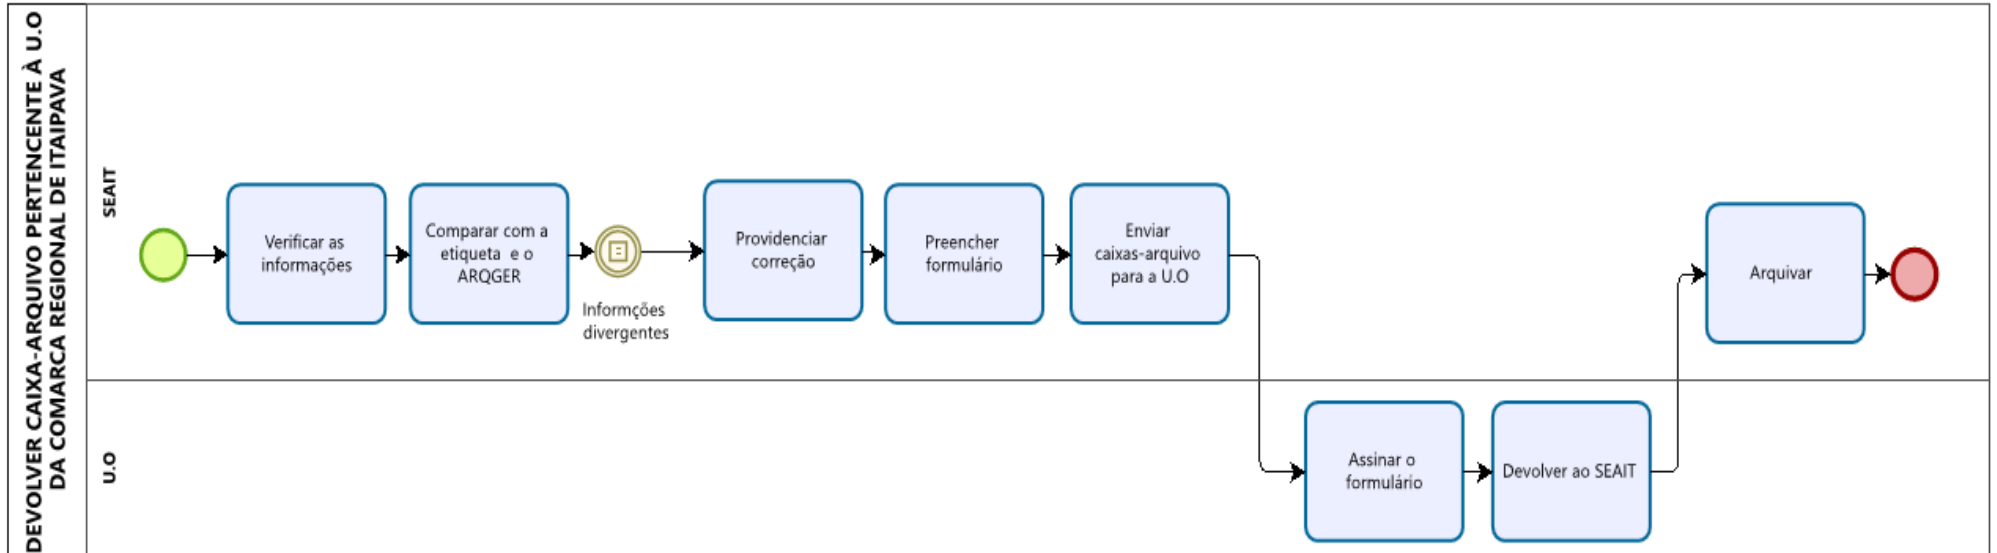 DEVOLVER CAIXA-ARQUIVO PERTENCENTE À U.O
DA COMARCA REGIONAL DE ITAIPAVA
SEAIT
Verificar as
informações
Comparar com a
etiqueta e o
ARQGER
Informções
divergentes
Providenciar
correção
Preencher
formulário
Enviar
caixas-arquivo
para a U.O
Arquivar
U.O
Assinar o
formulário
Devolver ao SEAIT